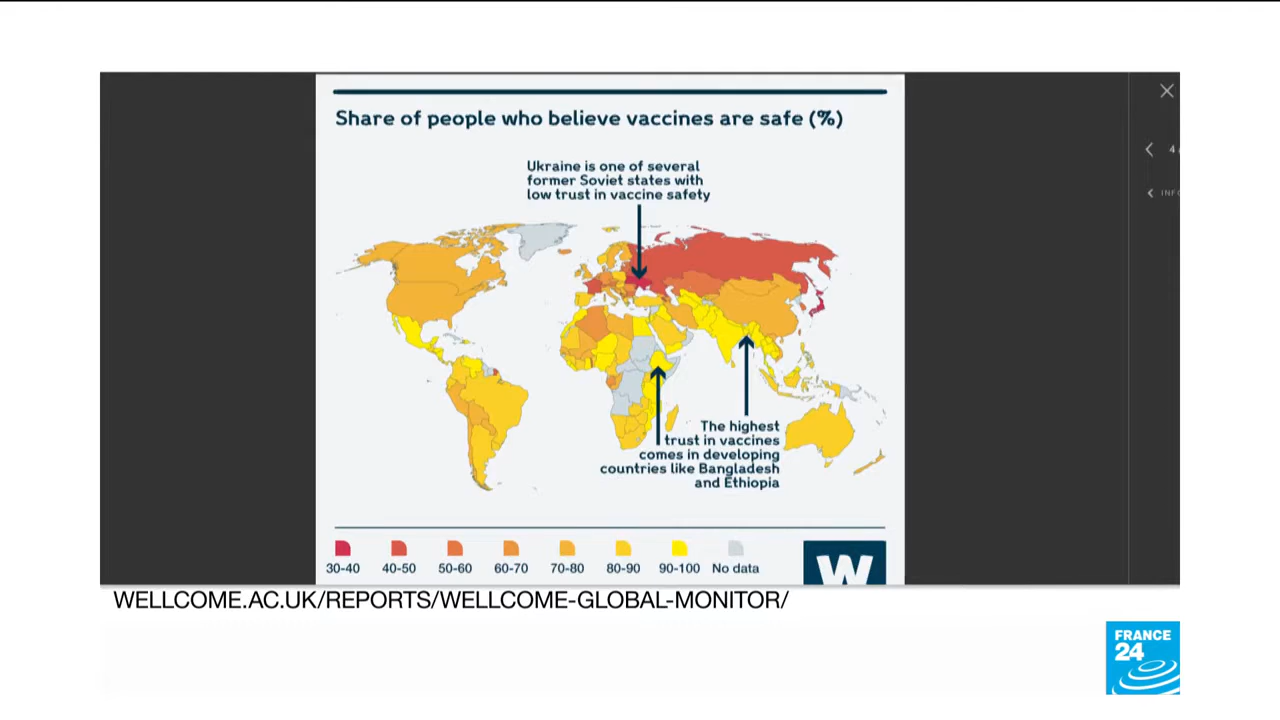 Share of people who believe vaccines are safe (%)
Ukraine is one of several
former Soviet states with
low trust in vaccine safety
The highest
trust in vaccines
comes in developing
countries like Bangladesh
and Ethiopia
30-40 40-50 50-60 60-70 70-80 80-90 90-100 No data
W
4
INFO
WELLCOME.AC.UK/REPORTS/WELLCOME-GLOBAL-MONITOR/
FRANCE
24